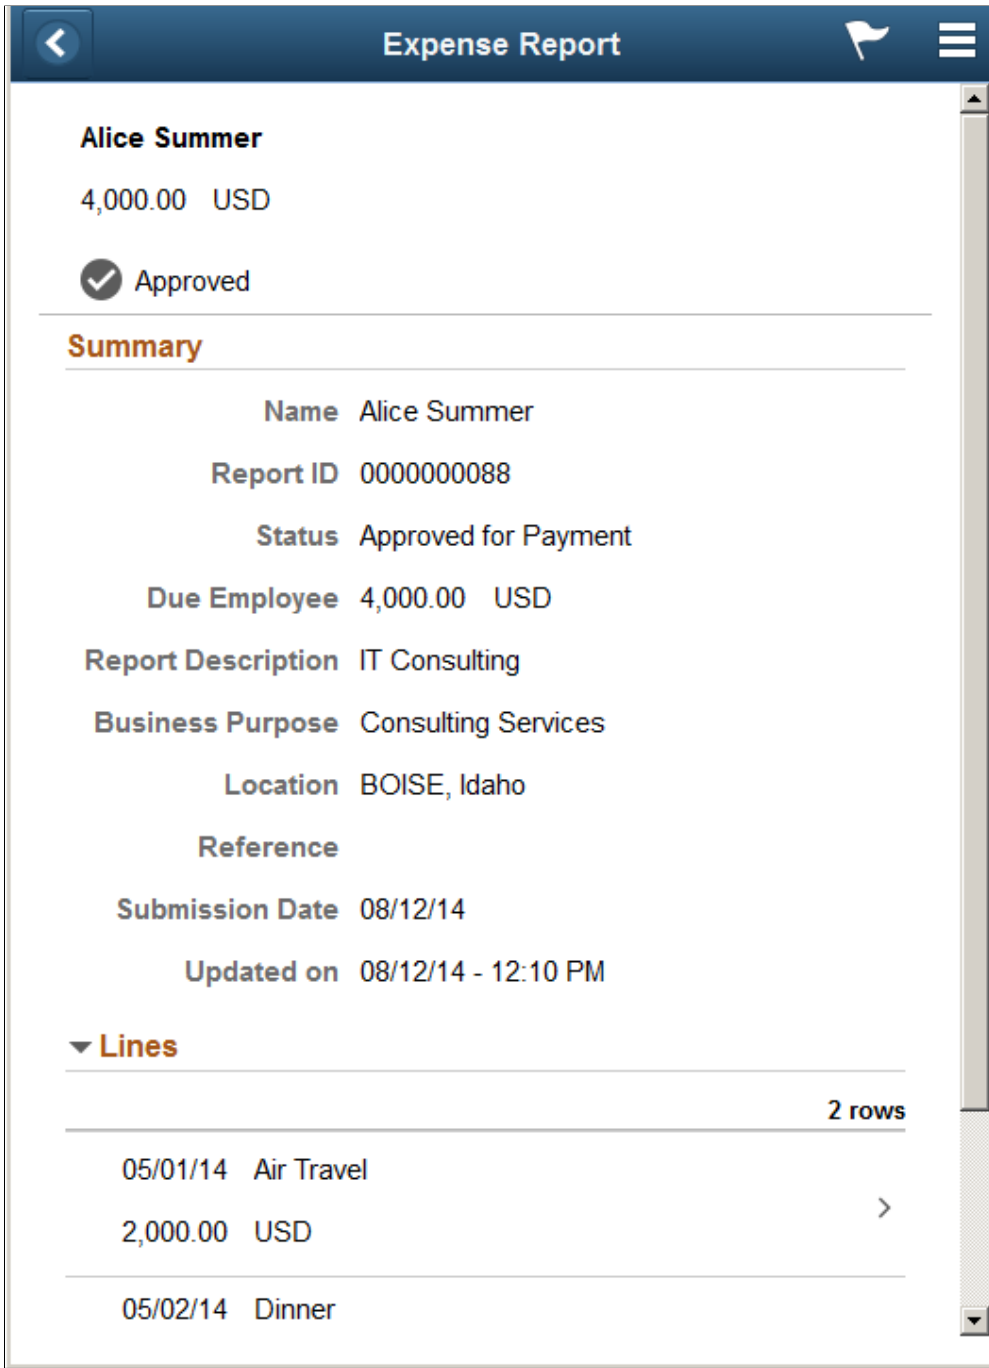 Expense Report
Alice Summer
4,000.00 USD
Approved
Summary
Name Alice Summer
Report ID 0000000088
Status Approved for Payment
Due Employee 4,000.00 USD
Report Description IT Consulting
Business Purpose Consulting Services
Location BOISE, Idaho
Reference
Submission Date 08/12/14
Updated on 08/12/14 - 12:10 PM
Lines
2 rows
05/01/14 Air Travel
2,000.00 USD
05/02/14 Dinner